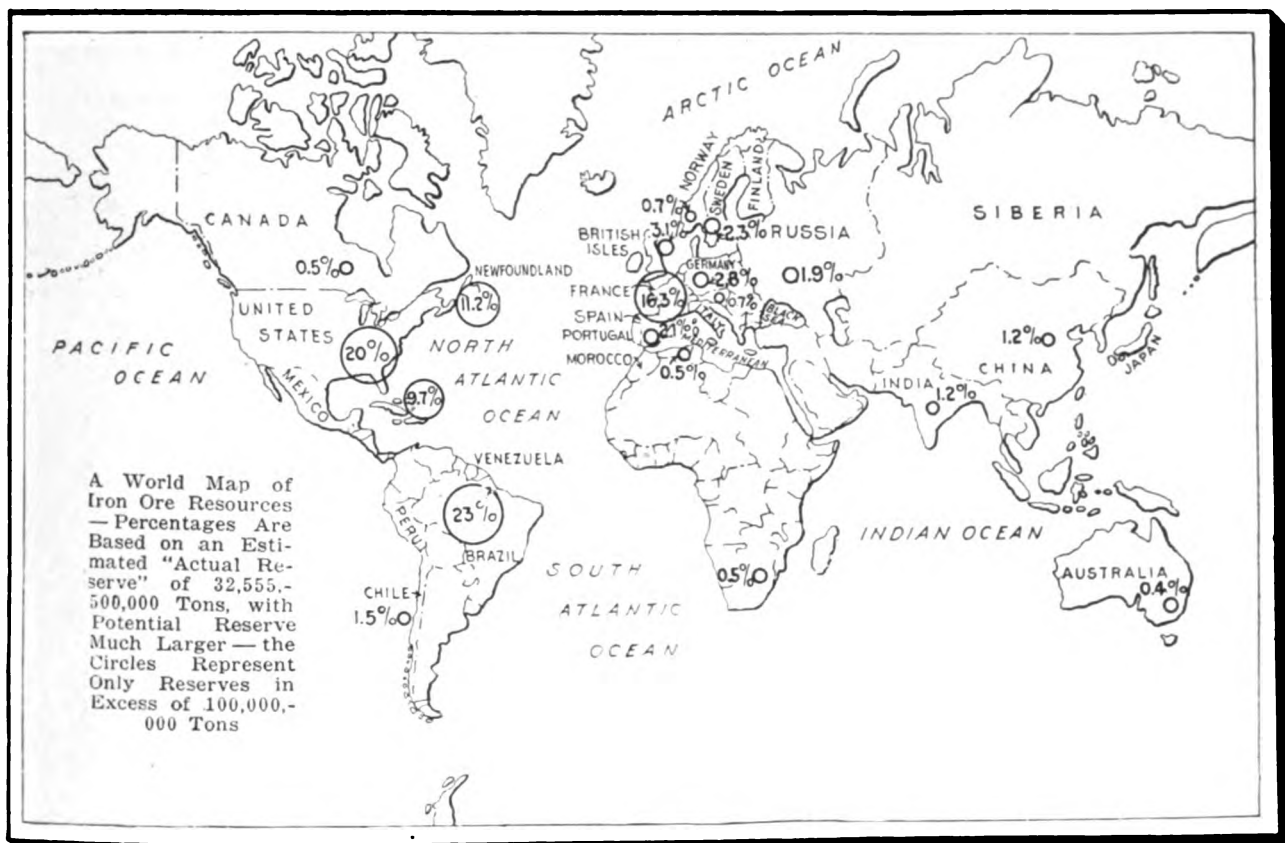 ARCTIC OCEAN
NORWAY
SWEDEN
FINLAND
CANADA
0.7%
SIBERIA
BRITISH
ISLES
3.1%
2.3%
RUSSIA
0.5%
NEWFOUNDLAND
GERMANY
2.8%
1.9%
11.2%
FRANCE
16.3%
BLACK
SEA
UNITED
STATES
SPAIN
ITALY
PORTUGAL
MEDITERRANEAN
20%
NORTH
ATLANTIC
OCEAN
PACIFIC
OCEAN
MOROCCO
0.5%
1.2%
CHINA
JAPAN
MEXICO
9.7%
INDIA
1.2%
VENEZUELA
A World Map of
Iron Ore Resources
— Percentages Are
Based on an Esti-
mated "Actual Re-
serve" of 32,555,-
500,000 Tons, with
Potential Reserve
Much Larger — the
Circles Represent
Only Reserves in
Excess of 100,000,-
000 Tons
23%
PERU
BRAZIL
INDIAN OCEAN
SOUTH
ATLANTIC
OCEAN
CHILE
1.5%
0.5%
AUSTRALIA
0.4%